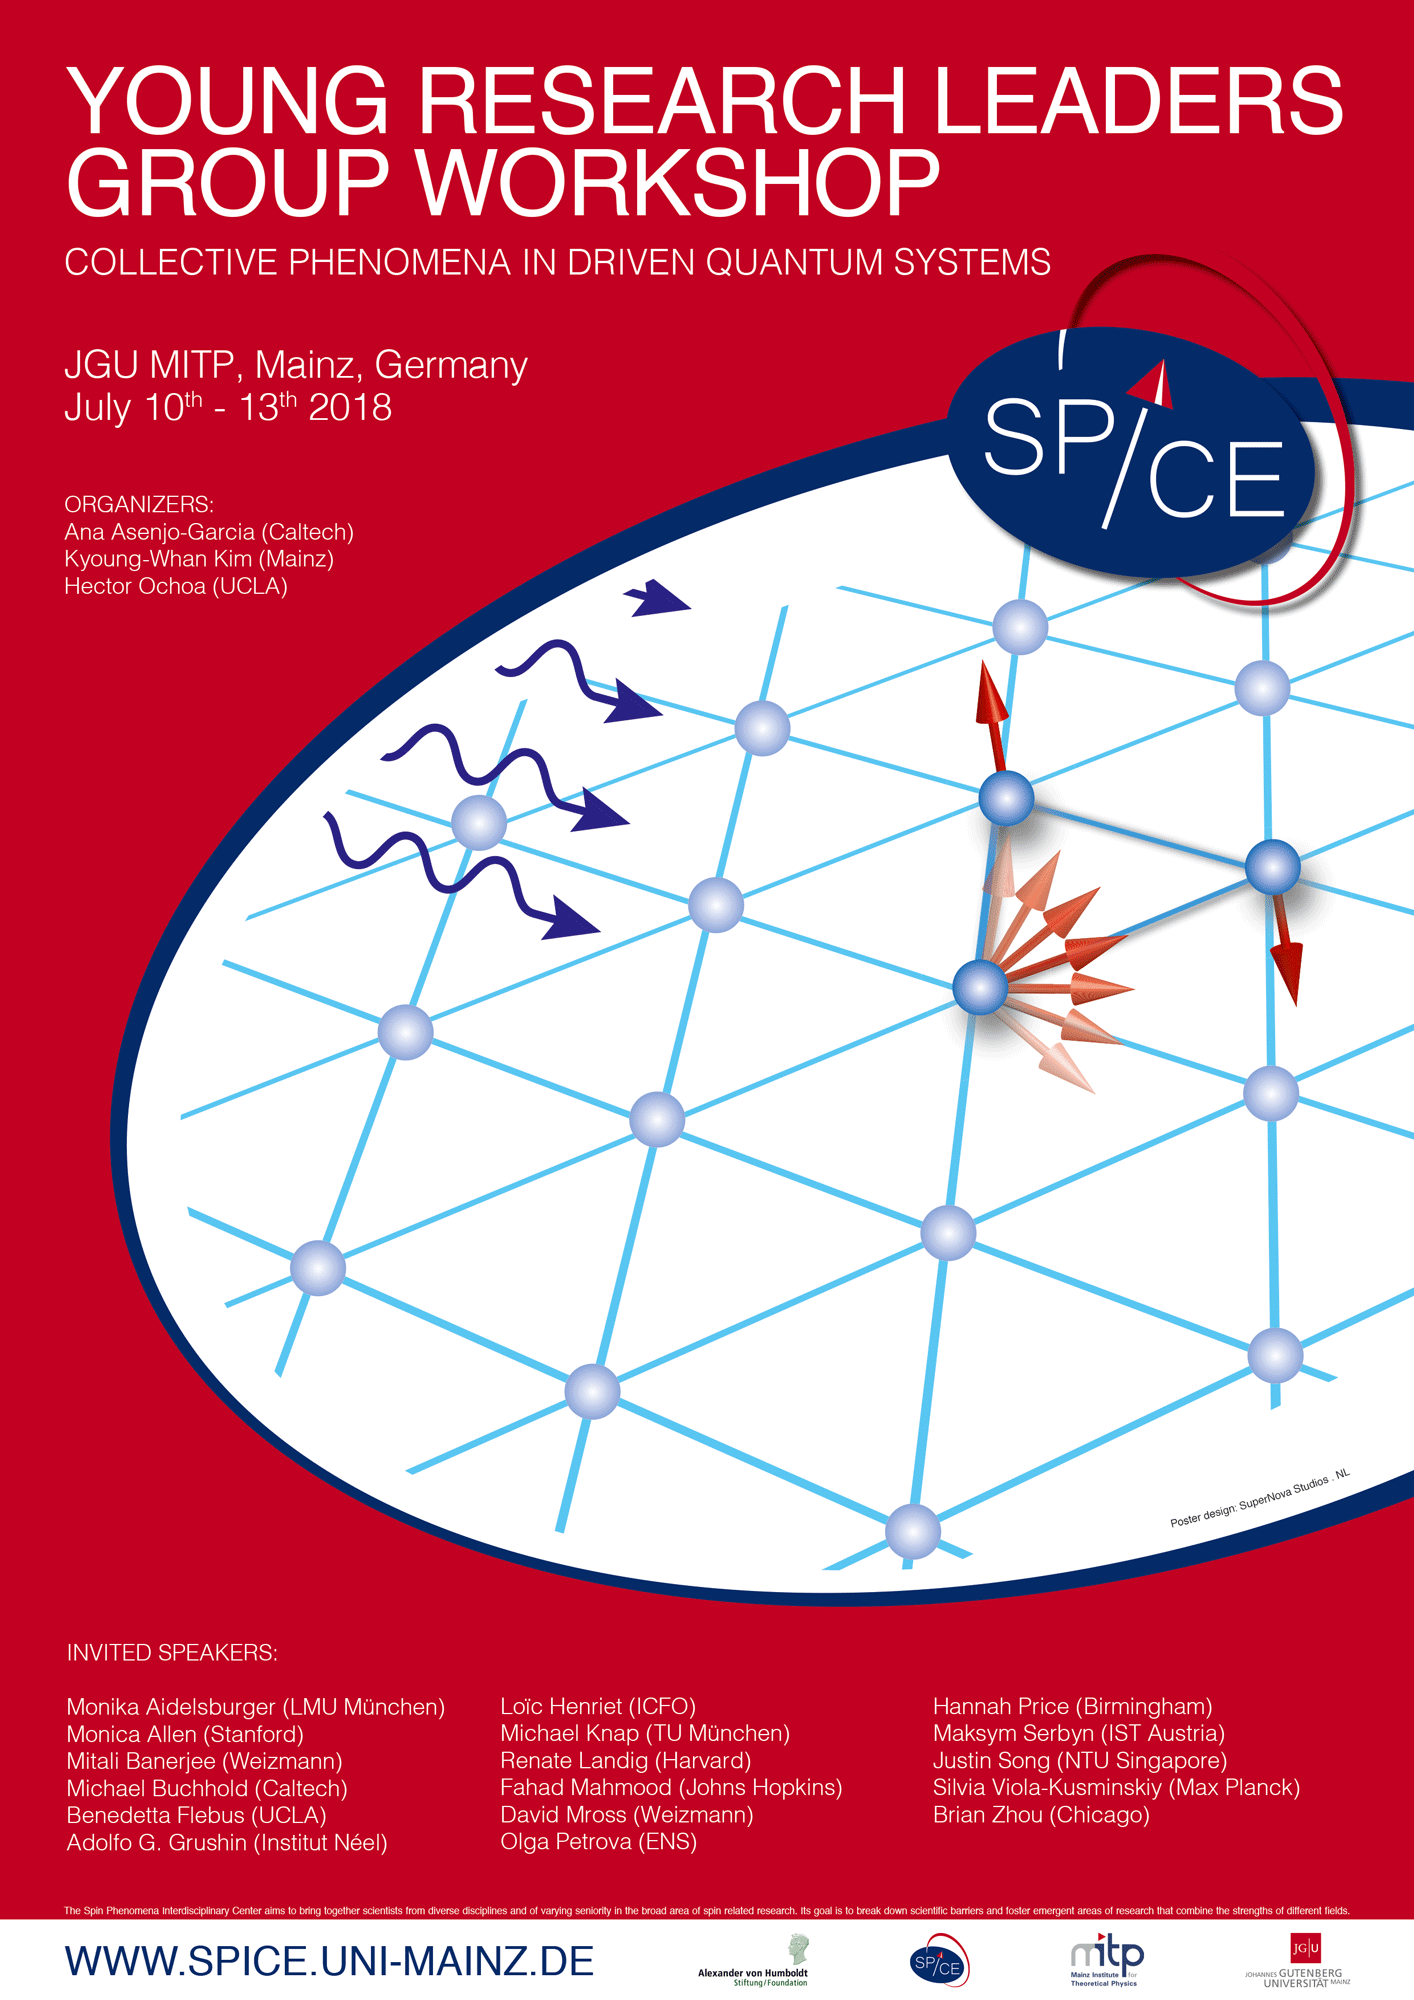 YOUNG RESEARCH LEADERS
GROUP WORKSHOP
COLLECTIVE PHENOMENA IN DRIVEN QUANTUM SYSTEMS
JGU MITP, Mainz, Germany
July 10th - 13th 2018
SP/CE
ORGANIZERS:
Ana Asenjo-Garcia (Caltech)
Kyoung-Whan Kim (Mainz)
Hector Ochoa (UCLA)
Poster design: SuperNova Studios . NL
INVITED SPEAKERS:
Monika Aidelsburger (LMU München)
Monica Allen (Stanford)
Mitali Banerjee (Weizmann)
Michael Buchhold (Caltech)
Benedetta Flebus (UCLA)
Adolfo G. Grushin (Institut Néel)
Loïc Henriet (ICFO)
Michael Knap (TU München)
Renate Landig (Harvard)
Fahad Mahmood (Johns Hopkins)
David Mross (Weizmann)
Olga Petrova (ENS)
Hannah Price (Birmingham)
Maksym Serbyn (IST Austria)
Justin Song (NTU Singapore)
Silvia Viola-Kusminskiy (Max Planck)
Brian Zhou (Chicago)
The Spin Phenomena Interdisciplinary Center aims to bring together scientists from diverse disciplines and of varying seniority in the broad area of spin related research. Its goal is to break down scientific barriers and foster emergent areas of research that combine the strengths of different fields.
WWW.SPICE.UNI-MAINZ.DE
Alexander von Humboldt
Stiftung/Foundation
SP/CE
mitp
Mainz Institute for
Theoretical Physics
JG|U
JOHANNES GUTENBERG
UNIVERSITÄT MAINZ